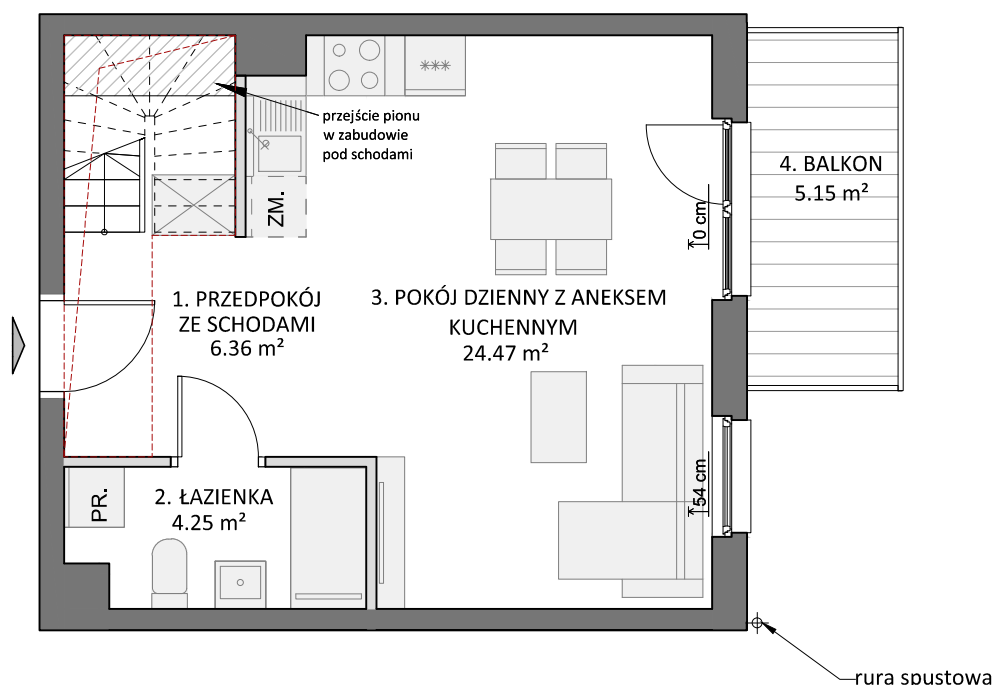 przejście pionu
w zabudowie
pod schodami
ZM.
4. BALKON
5.15 m²
0 cm
1. PRZEDPOKÓJ
ZE SCHODAMI
6.36 m²
3. POKÓJ DZIENNY Z ANEKSEM
KUCHENNYM
24.47 m²
54 cm
PR.
2. ŁAZIENKA
4.25 m²
rura spustowa